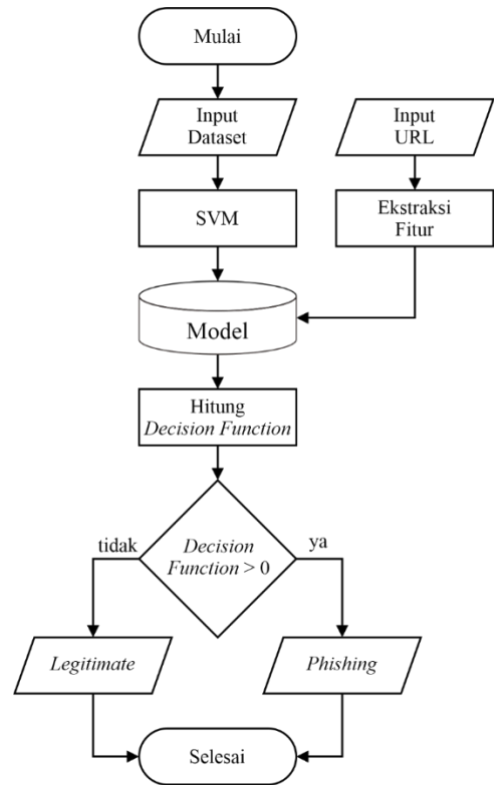 Mulai
Input
Dataset
Input
URL
SVM
Ekstraksi
Fitur
Model
Hitung
Decision Function
tidak
Decision
Function > 0
ya
Legitimate
Phishing
Selesai